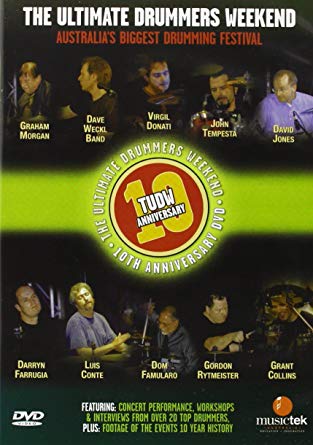 THE ULTIMATE DRUMMERS WEEKEND
AUSTRALIA'S BIGGEST DRUMMING FESTIVAL
GRAHAM MORGAN
DAVE WECKL BAND
VIRGIL DONATI
JOHN TEMPESTA
DAVID JONES
• THE ULTIMATE DRUMMERS WEEKEND •
DVD
10TH ANNIVERSARY
10
TUDW
ANNIVERSARY
DARRYN FARRUGIA
LUIS CONTE
DOM FAMULARO
GORDON RYTMEISTER
GRANT COLLINS
DVD
VIDEO
FEATURING: CONCERT PERFORMANCE, WORKSHOPS
& INTERVIEWS FROM OVER 20 TOP DRUMMERS.
PLUS: FOOTAGE OF THE EVENTS 10 YEAR HISTORY
musictek
AUSTRALIA